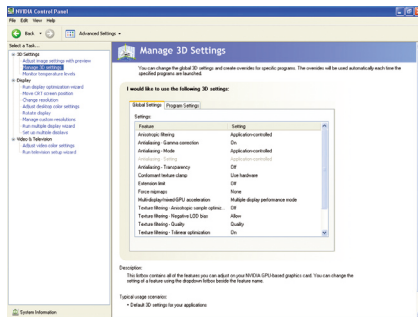 NVIDIA Control Panel
File Edit View Help
Back Advanced Settings
Select a Task...
3D Settings
Adjust image settings with preview
Manage 3D settings
Monitor temperature levels
Display
Run display optimization wizard
Move CRT screen position
Change resolution
Adjust desktop color settings
Rotate display
Manage custom resolutions
Run multiple display wizard
Set up multiple displays
Video & Television
Adjust video color settings
Run television setup wizard
System Information
Manage 3D Settings
You can change the global 3D settings and create overrides for specific programs. The overrides will be used automatically each time the
specified programs are launched.
I would like to use the following 3D settings:
Global Settings Program Settings
Settings:
Feature Setting
Anisotropic filtering Application-controlled
Antialiasing - Gamma correction On
Antialiasing - Mode Application-controlled
Antialiasing - Setting Application-controlled
Antialiasing - Transparency Off
Conformant texture clamp Use hardware
Extension limit Off
Force mipmaps None
Multi-display/mixed-GPU acceleration Multiple display performance mode
Texture filtering - Anisotropic sample optimiz... Off
Texture filtering - Negative LOD bias Allow
Texture filtering - Quality Quality
Texture filtering - Trilinear optimization On
Description:
This listbox contains all of the features you can adjust on your NVIDIA GPU-based graphics card. You can change the
setting of a feature using the dropdown listbox beside the feature name.
Typical usage scenarios:
• Default 3D settings for your applications